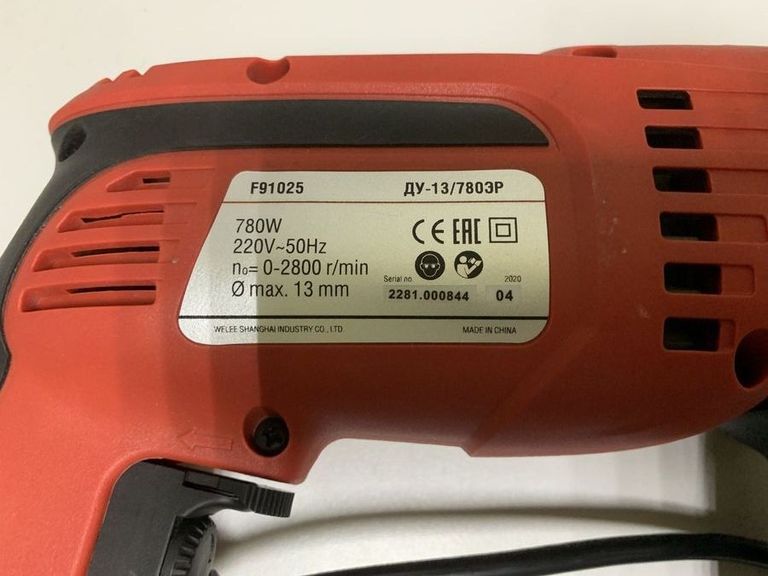 F91025 ДУ-13/780ЭР
780W
220V~50Hz
n₀= 0-2800 r/min
Ø max. 13 mm
CE EAC
Serial no 2020
2281.000844 04
WELEE SHANGHAI INDUSTRY CO., LTD. MADE IN CHINA